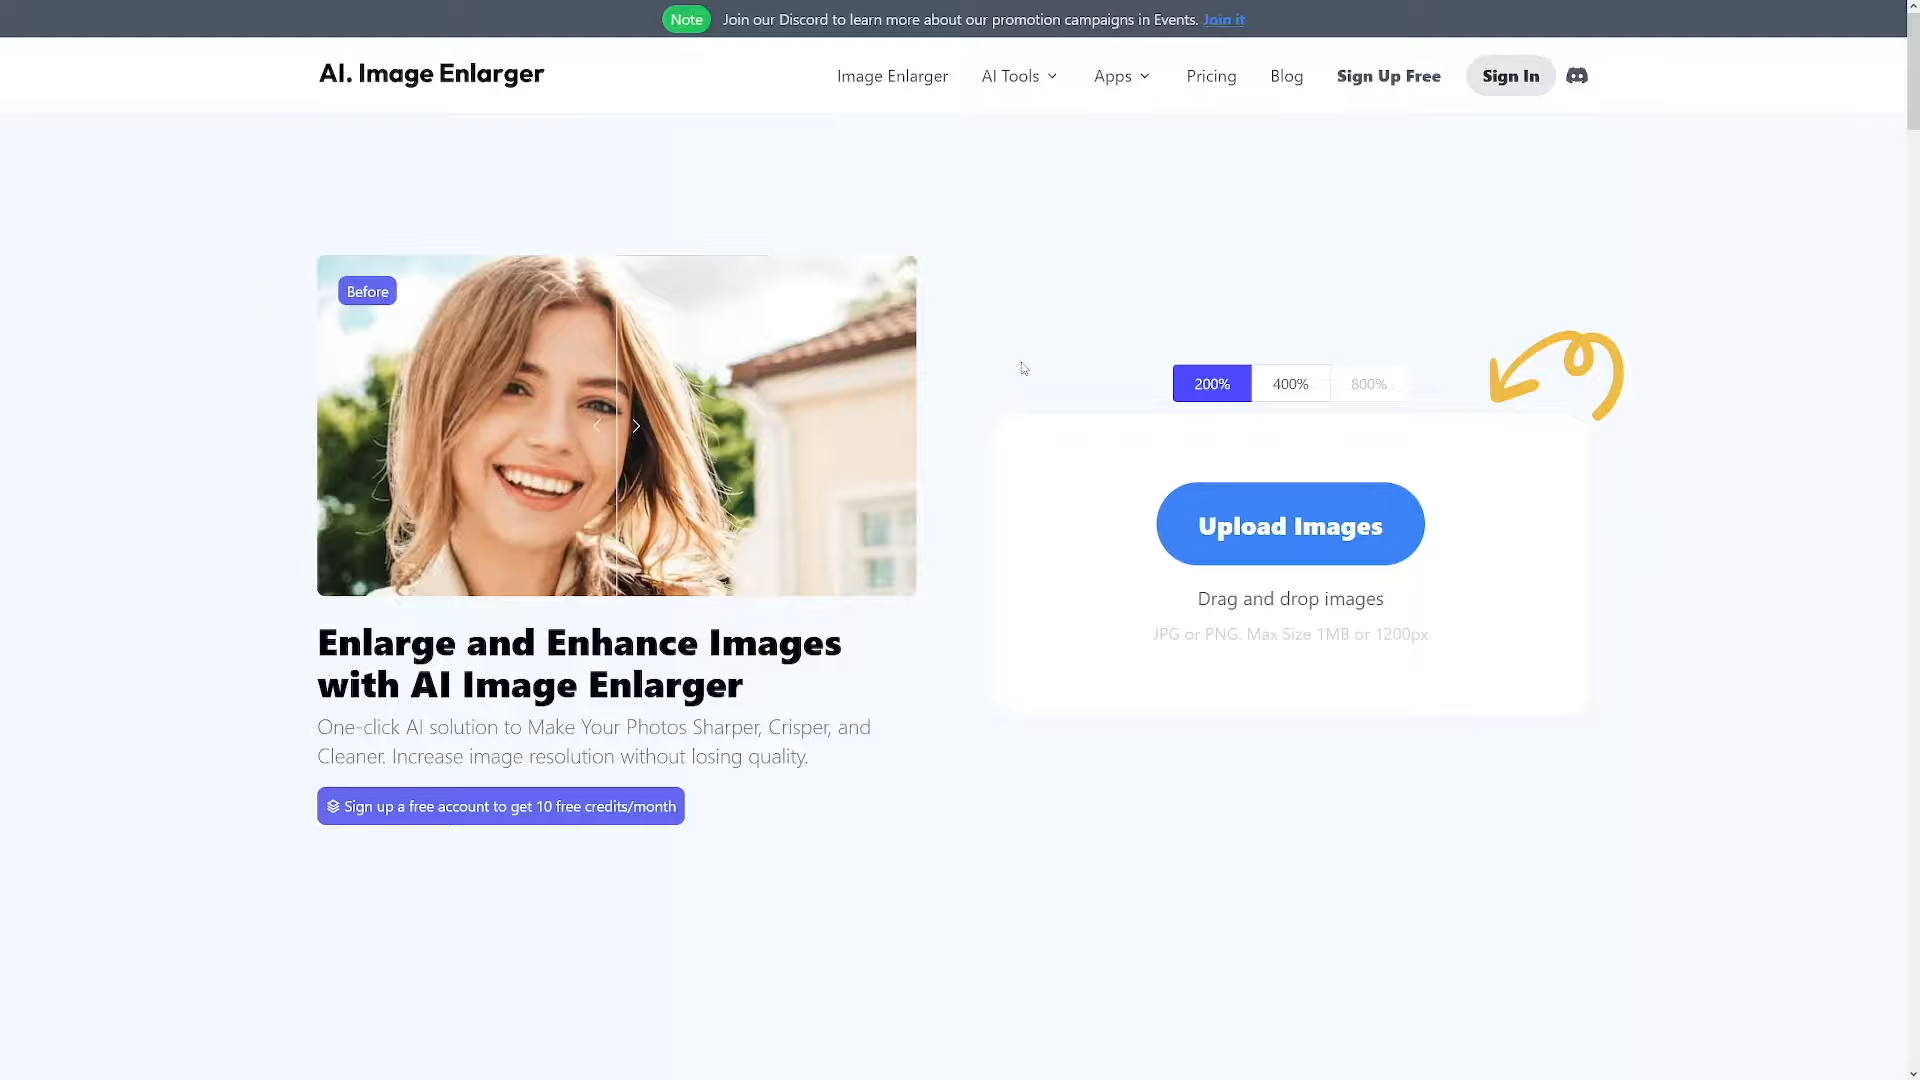 Note Join our Discord to learn more about our promotion campaigns in Events. Join it
AI. Image Enlarger
Image Enlarger
AI Tools
Apps
Pricing
Blog
Sign Up Free
Sign In
Before
200%
400%
800%
Upload Images
Drag and drop images
JPG or PNG. Max Size 1MB or 1200px
Enlarge and Enhance Images
with AI Image Enlarger
One-click AI solution to Make Your Photos Sharper, Crisper, and
Cleaner. Increase image resolution without losing quality.
Sign up a free account to get 10 free credits/month